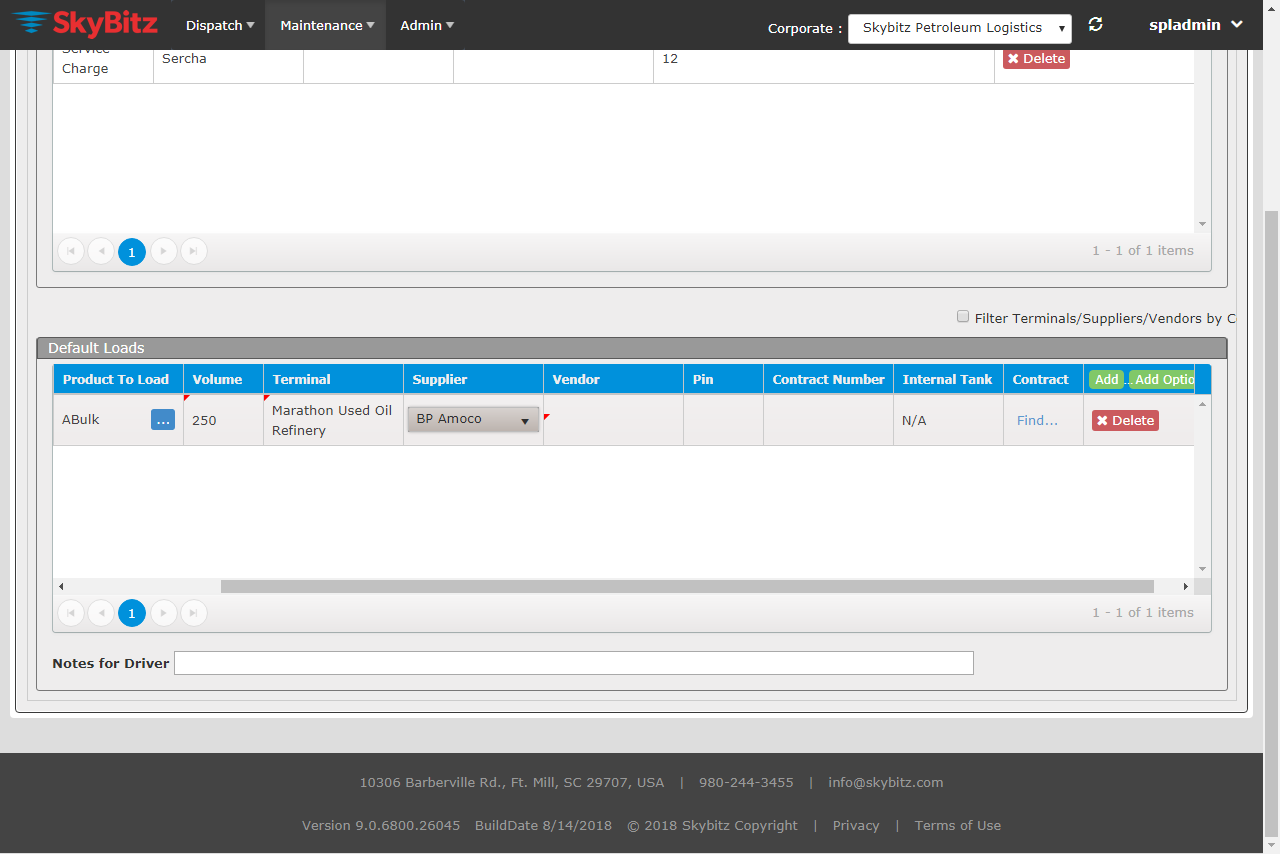 SkyBitz Dispatch Maintenance Admin Corporate : Skybitz Petroleum Logistics spladmin
Service
Charge
Sercha
12
Delete
1
1 - 1 of 1 items
Filter Terminals/Suppliers/Vendors by C
Default Loads
Product To Load Volume Terminal Supplier Vendor Pin Contract Number Internal Tank Contract Add ... Add Optio
ABulk ... 250
Marathon Used Oil
Refinery
BP Amoco
N/A Find... Delete
1
1 - 1 of 1 items
Notes for Driver
10306 Barberville Rd., Ft. Mill, SC 29707, USA | 980-244-3455 | info@skybitz.com
Version 9.0.6800.26045 BuildDate 8/14/2018 © 2018 Skybitz Copyright | Privacy | Terms of Use